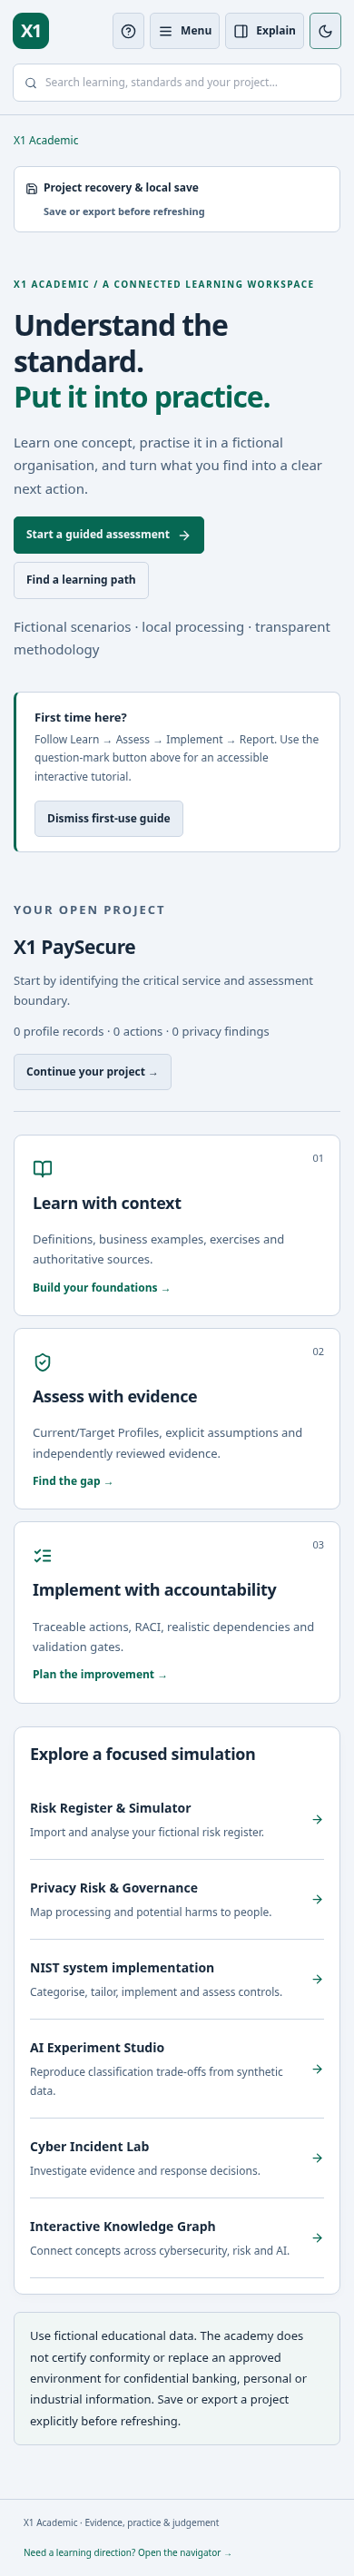 X1
Menu
Explain
Search learning, standards and your project...
X1 Academic
Project recovery & local save
Save or export before refreshing
X1 ACADEMIC / A CONNECTED LEARNING WORKSPACE
Understand the
standard.
Put it into practice.
Learn one concept, practise it in a fictional
organisation, and turn what you find into a clear
next action.
Start a guided assessment →
Find a learning path
Fictional scenarios · local processing · transparent
methodology
First time here?
Follow Learn → Assess → Implement → Report. Use the
question-mark button above for an accessible
interactive tutorial.
Dismiss first-use guide
YOUR OPEN PROJECT
X1 PaySecure
Start by identifying the critical service and assessment
boundary.
0 profile records · 0 actions · 0 privacy findings
Continue your project →
01
Learn with context
Definitions, business examples, exercises and
authoritative sources.
Build your foundations →
02
Assess with evidence
Current/Target Profiles, explicit assumptions and
independently reviewed evidence.
Find the gap →
03
Implement with accountability
Traceable actions, RACI, realistic dependencies and
validation gates.
Plan the improvement →
Explore a focused simulation
Risk Register & Simulator
Import and analyse your fictional risk register.
Privacy Risk & Governance
Map processing and potential harms to people.
NIST system implementation
Categorise, tailor, implement and assess controls.
AI Experiment Studio
Reproduce classification trade-offs from synthetic
data.
Cyber Incident Lab
Investigate evidence and response decisions.
Interactive Knowledge Graph
Connect concepts across cybersecurity, risk and AI.
Use fictional educational data. The academy does
not certify conformity or replace an approved
environment for confidential banking, personal or
industrial information. Save or export a project
explicitly before refreshing.
X1 Academic · Evidence, practice & judgement
Need a learning direction? Open the navigator →